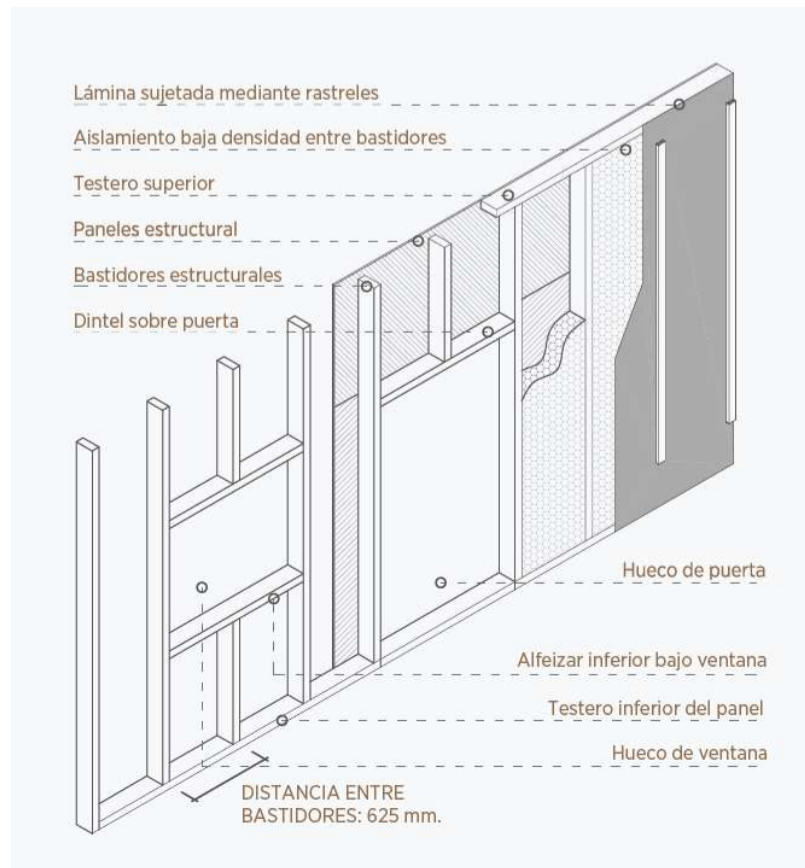 Lámina sujetada mediante rastreles
Aislamiento baja densidad entre bastidores
Testero superior
Paneles estructural
Bastidores estructurales
Dintel sobre puerta
Hueco de puerta
Alfeizar inferior bajo ventana
Testero inferior del panel
Hueco de ventana
DISTANCIA ENTRE
BASTIDORES: 625 mm.